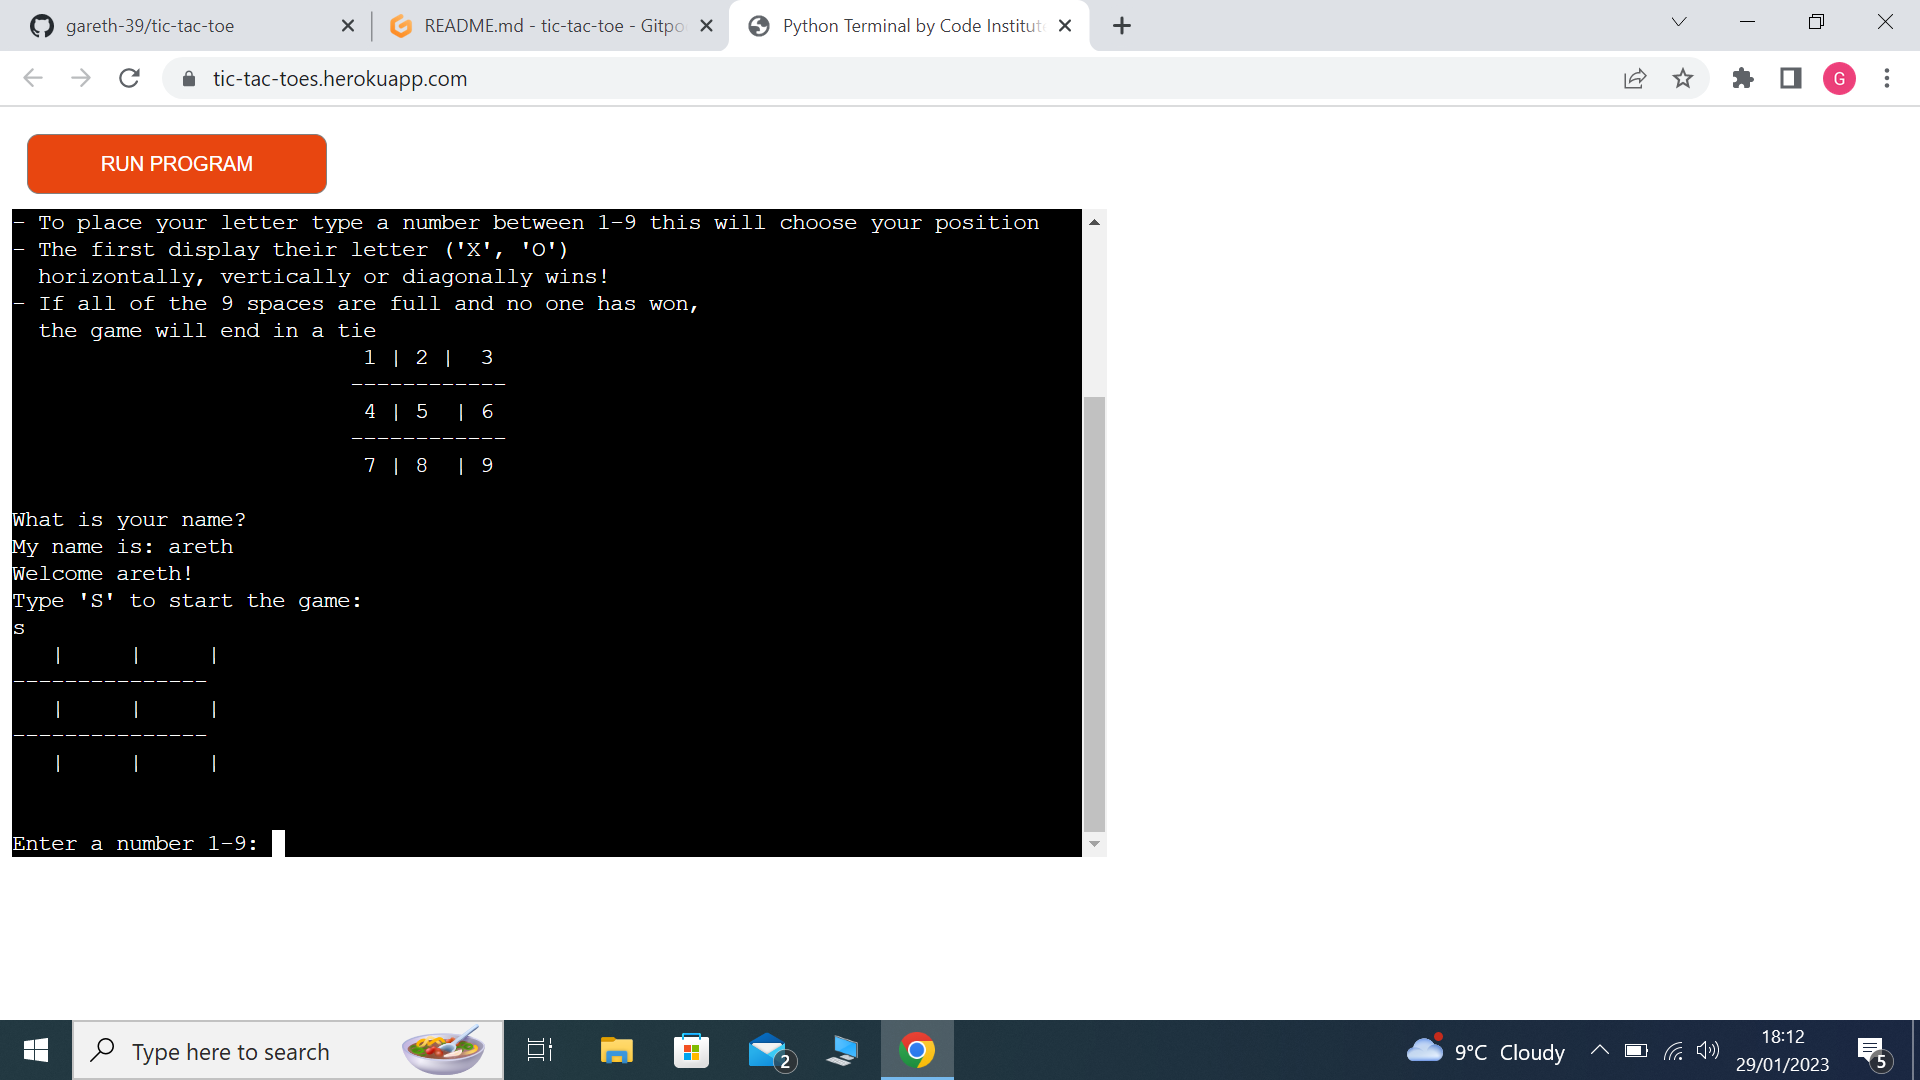 gareth-39/tic-tac-toe
README.md - tic-tac-toe - Gitpo
Python Terminal by Code Institut
tic-tac-toes.herokuapp.com
G
RUN PROGRAM
- To place your letter type a number between 1-9 this will choose your position
- The first display their letter ('X', 'O')
  horizontally, vertically or diagonally wins!
- If all of the 9 spaces are full and no one has won,
  the game will end in a tie
1 | 2 |  3
------------
4 | 5  | 6
------------
7 | 8  | 9
What is your name?
My name is: areth
Welcome areth!
Type 'S' to start the game:
s
   |     |     |
---------------
   |     |     |
---------------
   |     |     |
Enter a number 1-9:
Type here to search
2
9°C Cloudy
18:12
29/01/2023
5